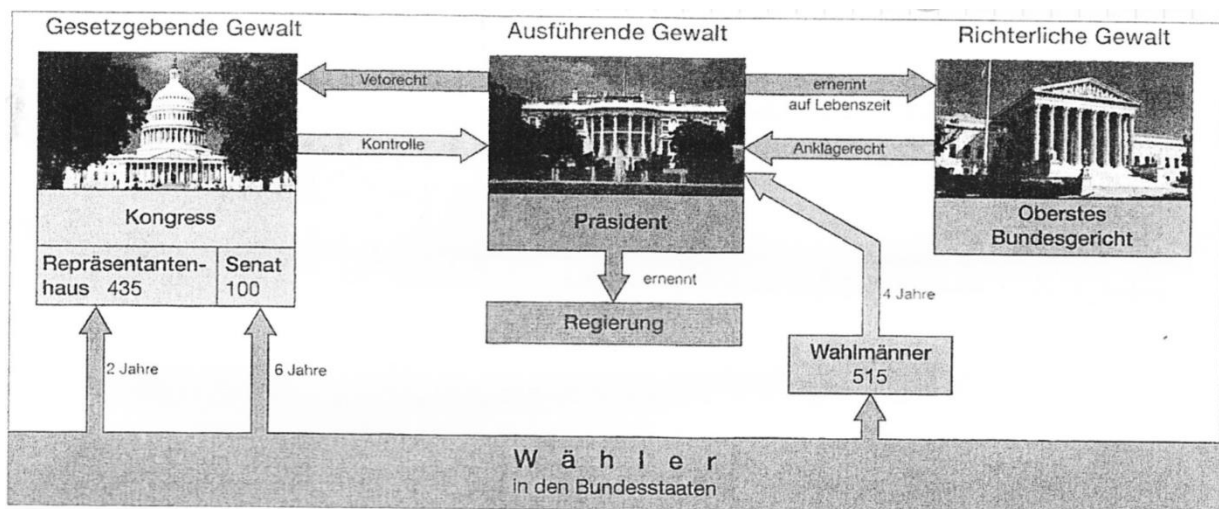 Gesetzgebende Gewalt
Ausführende Gewalt
Richterliche Gewalt
Vetorecht
ernennt
auf Lebenszeit
Kontrolle
Anklagerecht
Kongress
Präsident
Oberstes
Bundesgericht
Repräsentanten-
haus 435
Senat
100
ernennt
4 Jahre
Regierung
Wahlmänner
515
2 Jahre
6 Jahre
Wähler
in den Bundesstaaten